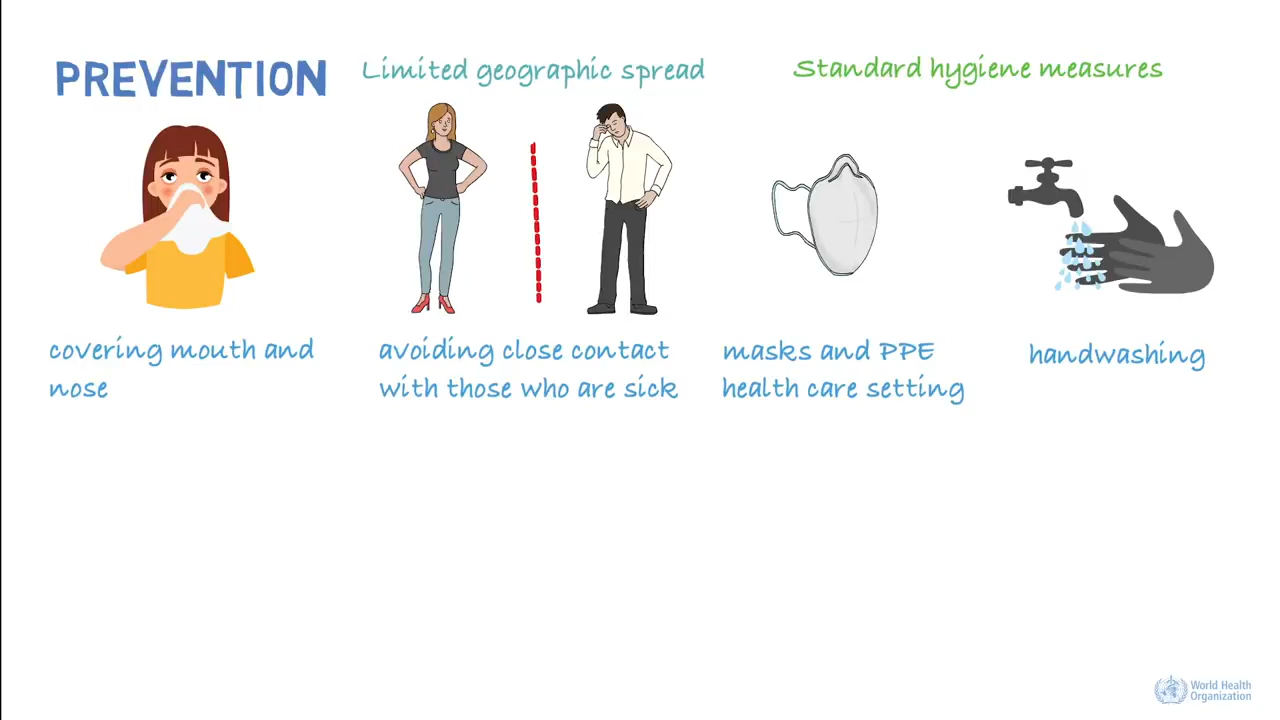 PREVENTION
Limited geographic spread
Standard hygiene measures
covering mouth and
nose
avoiding close contact
with those who are sick
masks and PPE
health care setting
handwashing
World Health
Organization